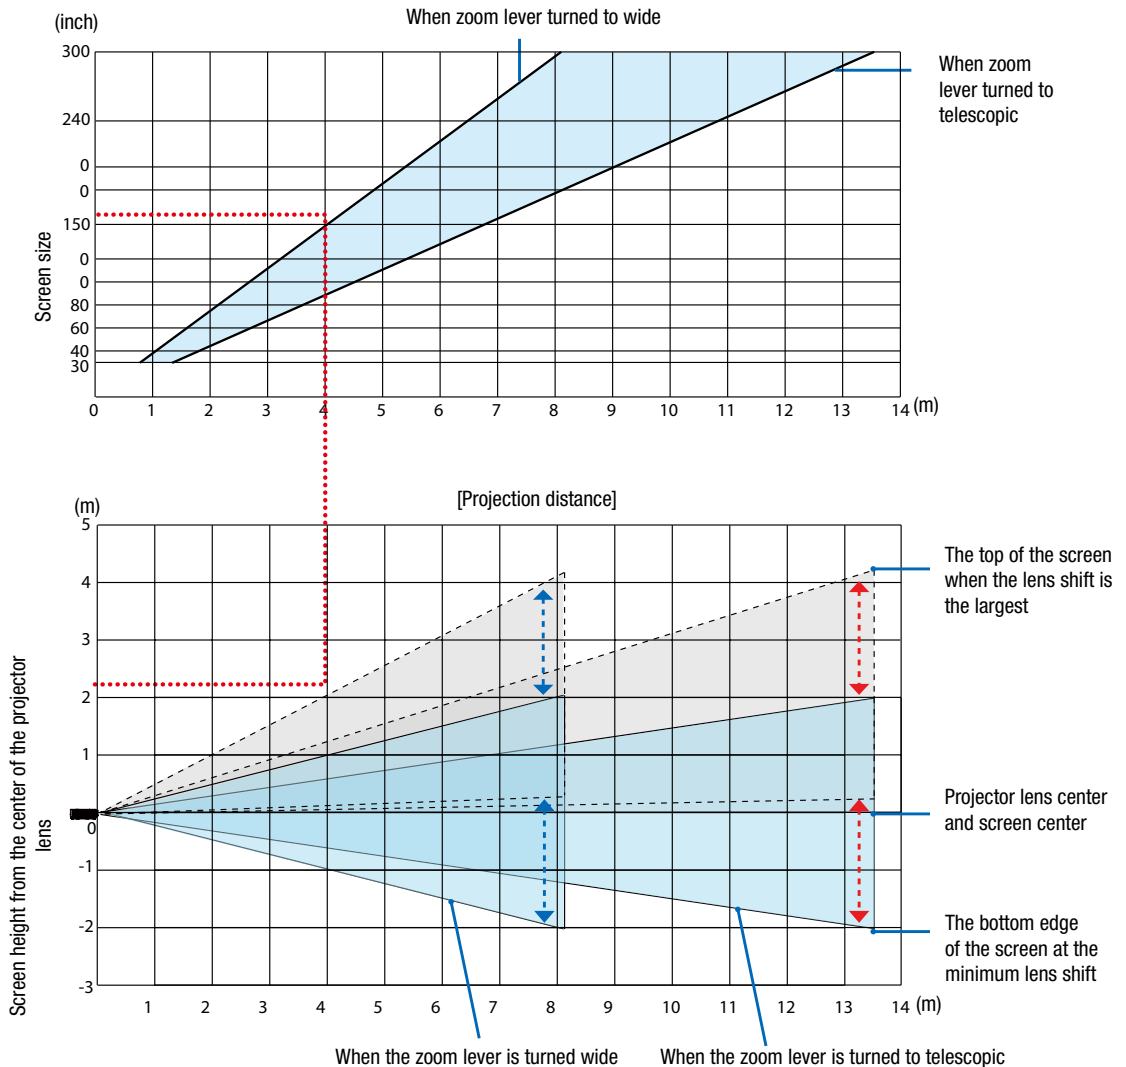 (inch)
When zoom lever turned to wide
When zoom
lever turned to
telescopic
300
240
0
0
150
0
0
80
60
40
30
Screen size
0 1 2 3 4 5 6 7 8 9 10 11 12 13 14 (m)
(m)
[Projection distance]
5
4
3
2
1
0
-1
-2
-3
Screen height from the center of the projector
lens
The top of the screen
when the lens shift is
the largest
Projector lens center
and screen center
The bottom edge
of the screen at the
minimum lens shift
1 2 3 4 5 6 7 8 9 10 11 12 13 14 (m)
When the zoom lever is turned wide
When the zoom lever is turned to telescopic